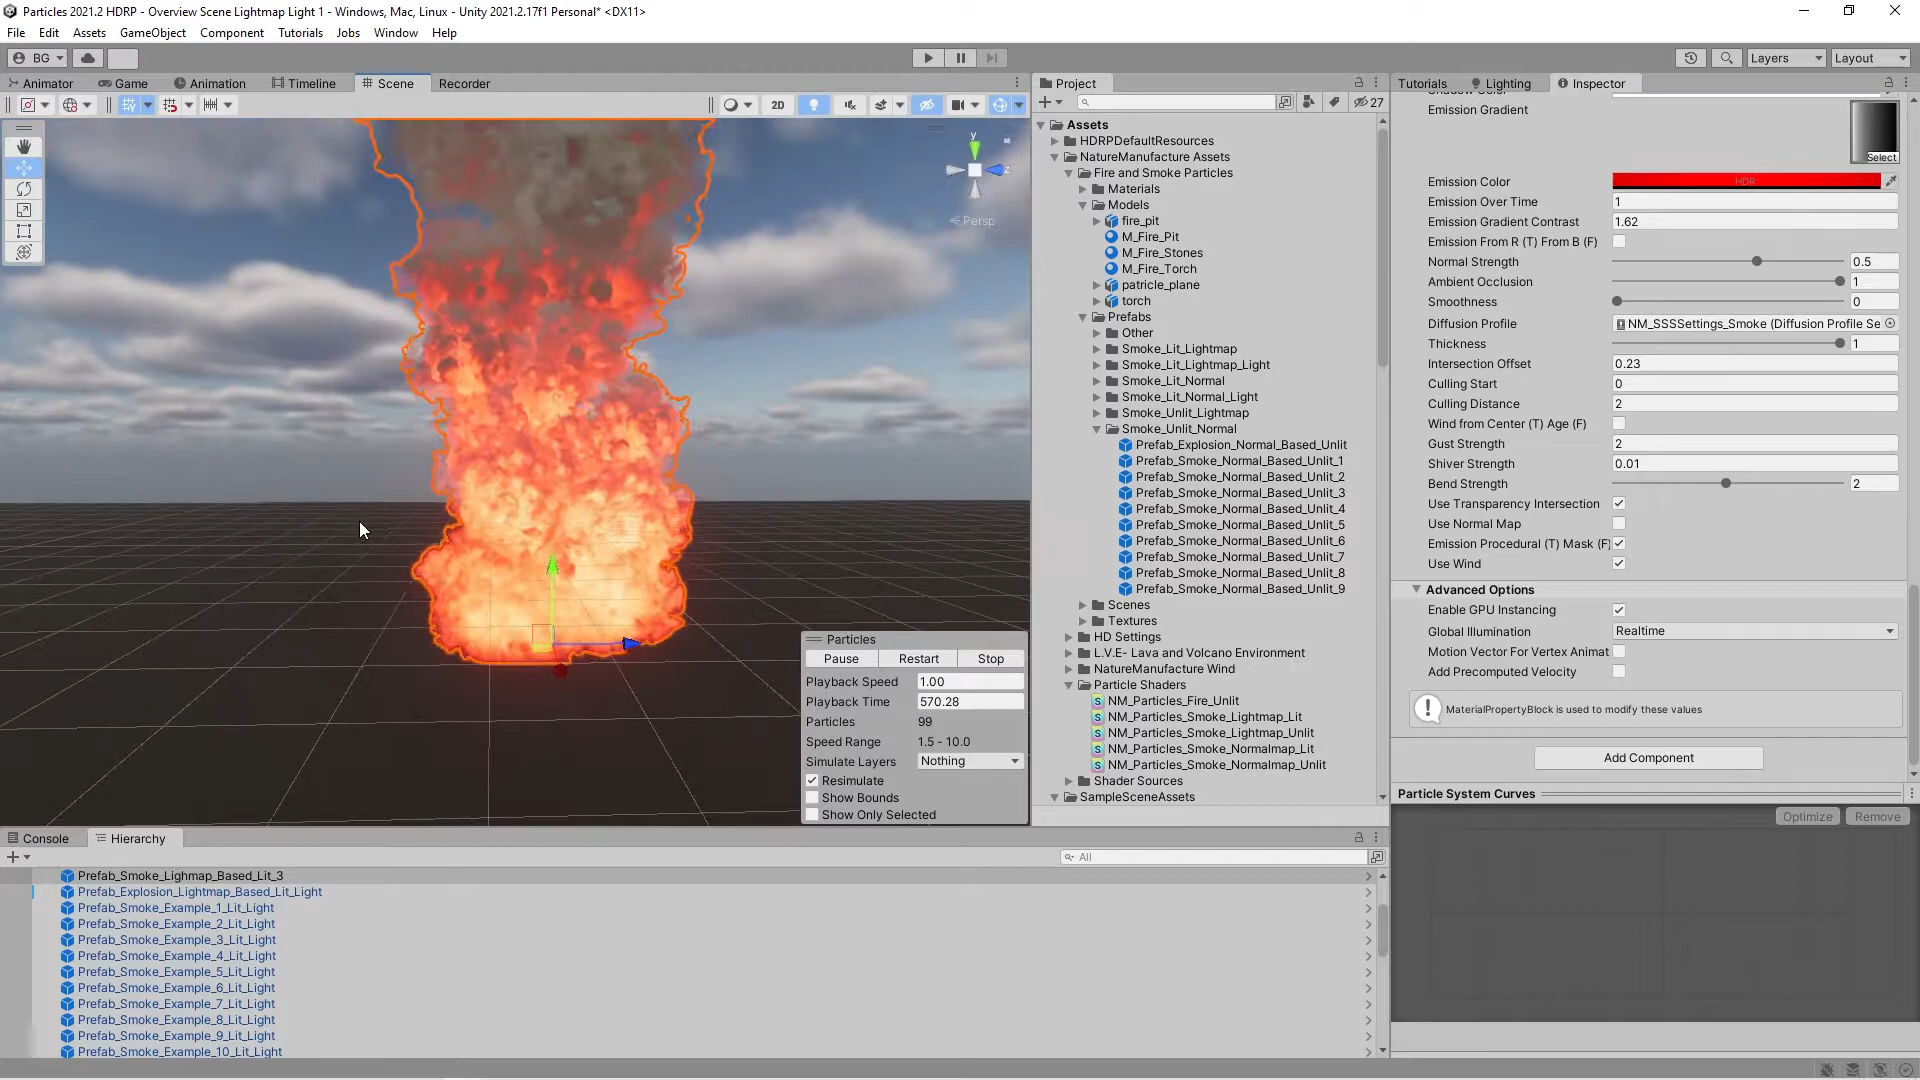 Particles 2021.2 HDRP - Overview Scene Lightmap Light 1 - Windows, Mac, Linux - Unity 2021.2.17f1 Personal* <DX11>
File Edit Assets GameObject Component Tutorials Jobs Window Help
BG Layers Layout
Animator Game Animation Timeline Scene Recorder
2D
y
z
Persp
Particles
Pause Restart Stop
Playback Speed 1.00
Playback Time 570.28
Particles 99
Speed Range 1.5 - 10.0
Simulate Layers Nothing
Resimulate
Show Bounds
Show Only Selected
Project
27
Assets
HDRPDefaultResources
NatureManufacture Assets
Fire and Smoke Particles
Materials
Models
fire_pit
M_Fire_Pit
M_Fire_Stones
M_Fire_Torch
patricle_plane
torch
Prefabs
Other
Smoke_Lit_Lightmap
Smoke_Lit_Lightmap_Light
Smoke_Lit_Normal
Smoke_Lit_Normal_Light
Smoke_Unlit_Lightmap
Smoke_Unlit_Normal
Prefab_Explosion_Normal_Based_Unlit
Prefab_Smoke_Normal_Based_Unlit_1
Prefab_Smoke_Normal_Based_Unlit_2
Prefab_Smoke_Normal_Based_Unlit_3
Prefab_Smoke_Normal_Based_Unlit_4
Prefab_Smoke_Normal_Based_Unlit_5
Prefab_Smoke_Normal_Based_Unlit_6
Prefab_Smoke_Normal_Based_Unlit_7
Prefab_Smoke_Normal_Based_Unlit_8
Prefab_Smoke_Normal_Based_Unlit_9
Scenes
Textures
HD Settings
L.V.E- Lava and Volcano Environment
NatureManufacture Wind
Particle Shaders
NM_Particles_Fire_Unlit
NM_Particles_Smoke_Lightmap_Lit
NM_Particles_Smoke_Lightmap_Unlit
NM_Particles_Smoke_Normalmap_Lit
NM_Particles_Smoke_Normalmap_Unlit
Shader Sources
SampleSceneAssets
Tutorials Lighting Inspector
Emission Gradient
Select
Emission Color HDR
Emission Over Time 1
Emission Gradient Contrast 1.62
Emission From R (T) From B (F)
Normal Strength 0.5
Ambient Occlusion 1
Smoothness 0
Diffusion Profile NM_SSSSettings_Smoke (Diffusion Profile Se
Thickness 1
Intersection Offset 0.23
Culling Start 0
Culling Distance 2
Wind from Center (T) Age (F)
Gust Strength 2
Shiver Strength 0.01
Bend Strength 2
Use Transparency Intersection
Use Normal Map
Emission Procedural (T) Mask (F)
Use Wind
Advanced Options
Enable GPU Instancing
Global Illumination Realtime
Motion Vector For Vertex Animat
Add Precomputed Velocity
MaterialPropertyBlock is used to modify these values
Add Component
Particle System Curves
Optimize Remove
Console Hierarchy
All
Prefab_Smoke_Lighmap_Based_Lit_3
Prefab_Explosion_Lightmap_Based_Lit_Light
Prefab_Smoke_Example_1_Lit_Light
Prefab_Smoke_Example_2_Lit_Light
Prefab_Smoke_Example_3_Lit_Light
Prefab_Smoke_Example_4_Lit_Light
Prefab_Smoke_Example_5_Lit_Light
Prefab_Smoke_Example_6_Lit_Light
Prefab_Smoke_Example_7_Lit_Light
Prefab_Smoke_Example_8_Lit_Light
Prefab_Smoke_Example_9_Lit_Light
Prefab_Smoke_Example_10_Lit_Light